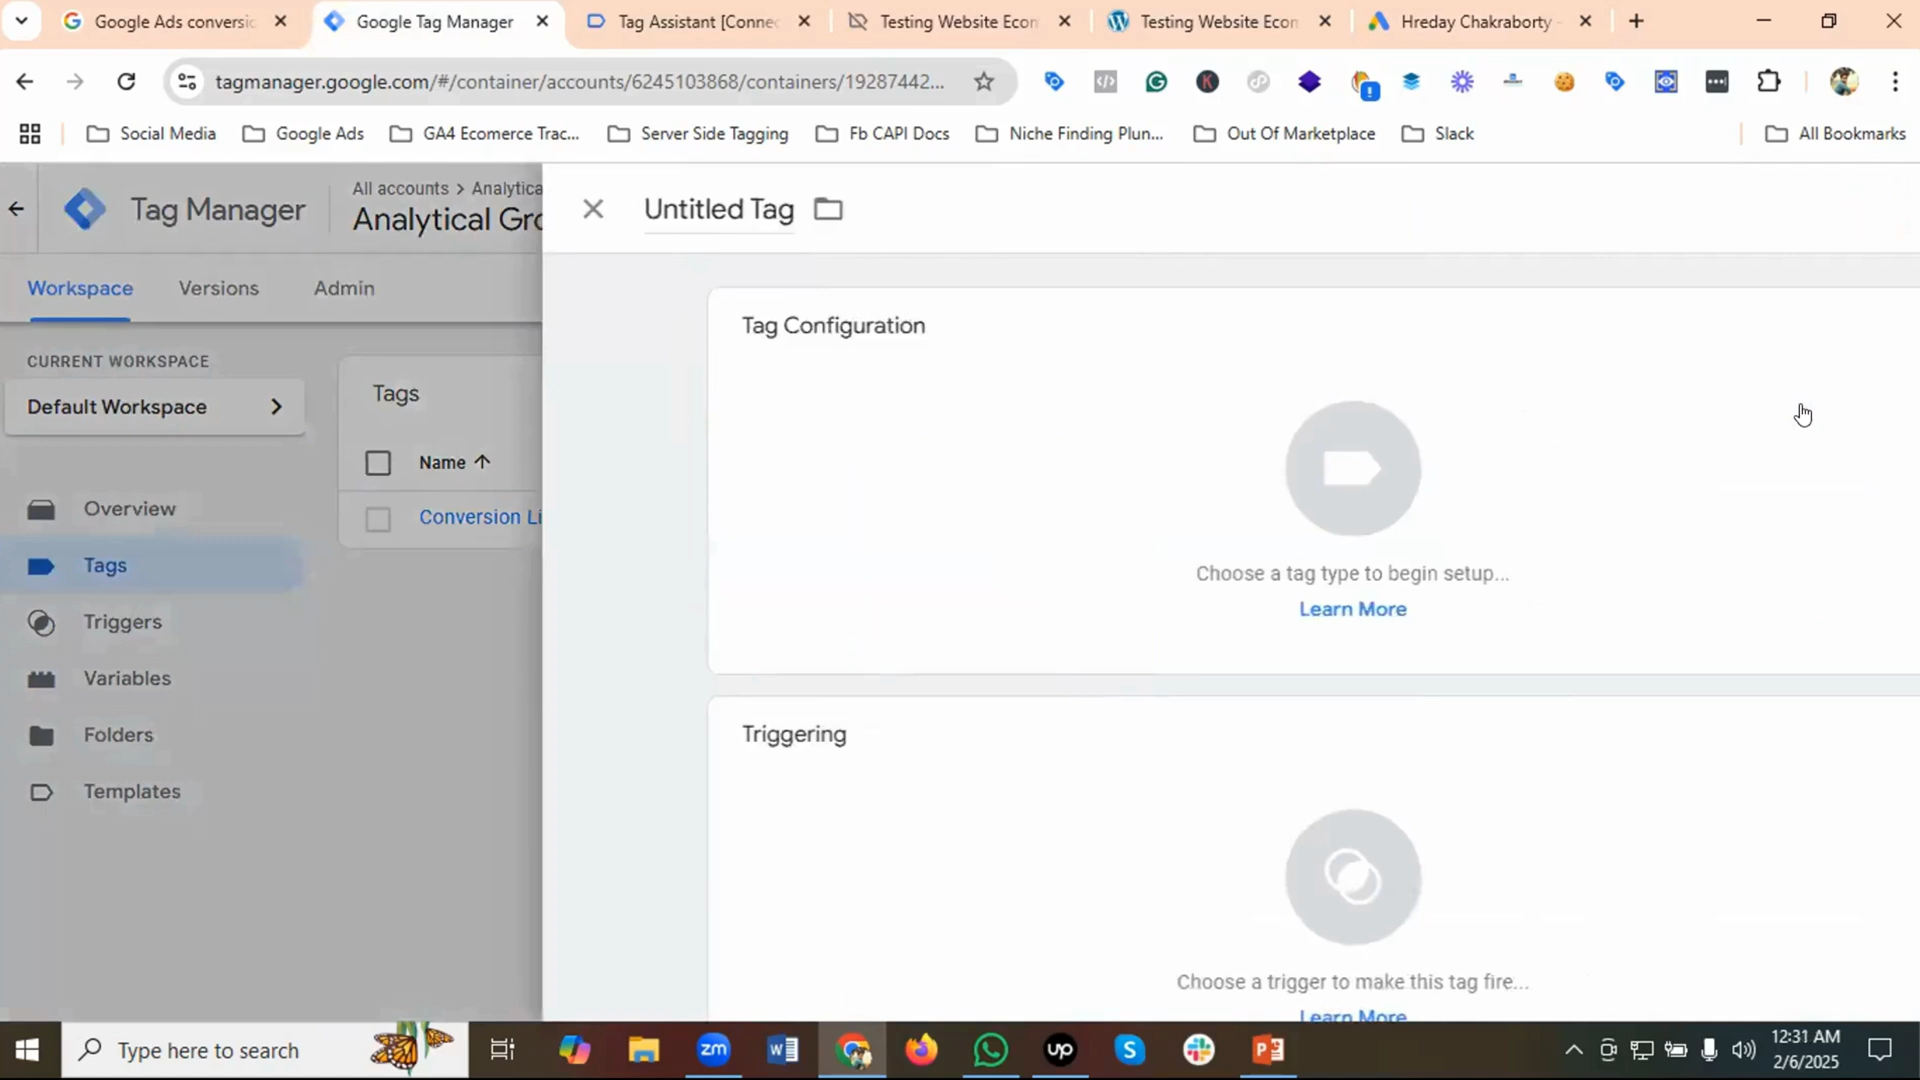 Google Ads conversic
Google Tag Manager
Tag Assistant [Connec
Testing Website Econ
Testing Website Econ
Hreday Chakraborty -
tagmanager.google.com/#/container/accounts/6245103868/containers/19287442...
Social Media
Google Ads
GA4 Ecomerce Trac...
Server Side Tagging
Fb CAPI Docs
Niche Finding Plun...
Out Of Marketplace
Slack
All Bookmarks
Tag Manager
All accounts > Analytica
Analytical Gro
Untitled Tag
Workspace
Versions
Admin
CURRENT WORKSPACE
Default Workspace
Overview
Tags
Triggers
Variables
Folders
Templates
Tags
Name
Conversion Li
Tag Configuration
Choose a tag type to begin setup...
Learn More
Triggering
Choose a trigger to make this tag fire...
Learn More
Type here to search
zm
W
up
S
P
12:31 AM
2/6/2025